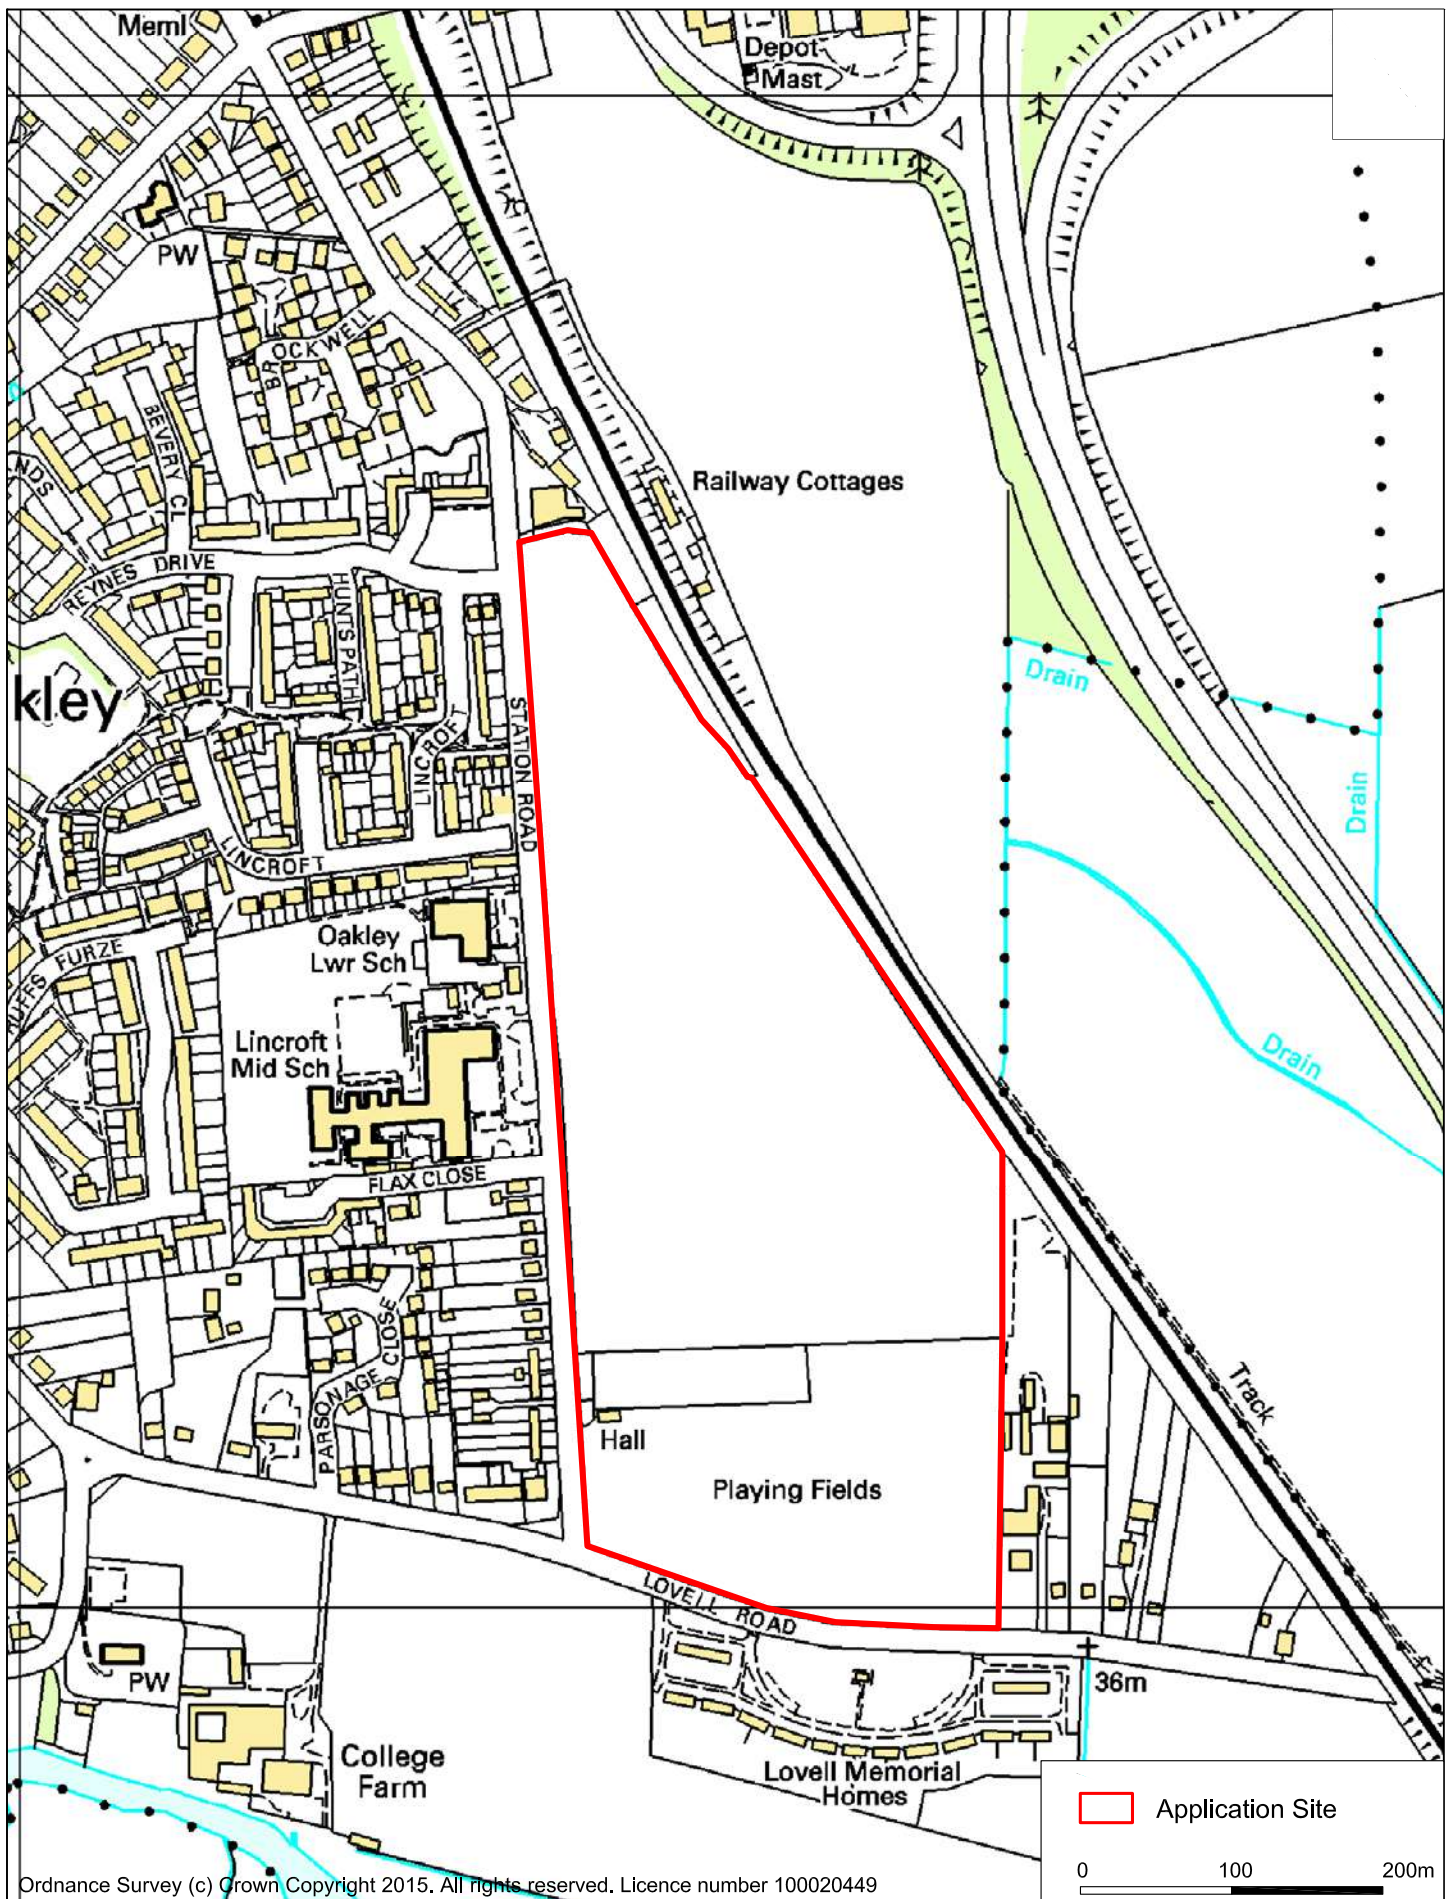 Meml
Depot
Mast
PW
BROCKWELL
BEVERY CL
NDS
Railway Cottages
REYNES DRIVE
HUNTS PATH
kley
LINCROFT
STATION ROAD
Drain
Drain
LINCROFT
Oakley
Lwr Sch
RUFFS FURZE
Lincroft
Mid Sch
Drain
FLAX CLOSE
PARSONAGE CLOSE
Track
Hall
Playing Fields
LOVELL ROAD
PW
36m
College
Farm
Lovell Memorial
Homes
Application Site
0 100 200m
Ordnance Survey (c) Crown Copyright 2015. All rights reserved. Licence number 100020449